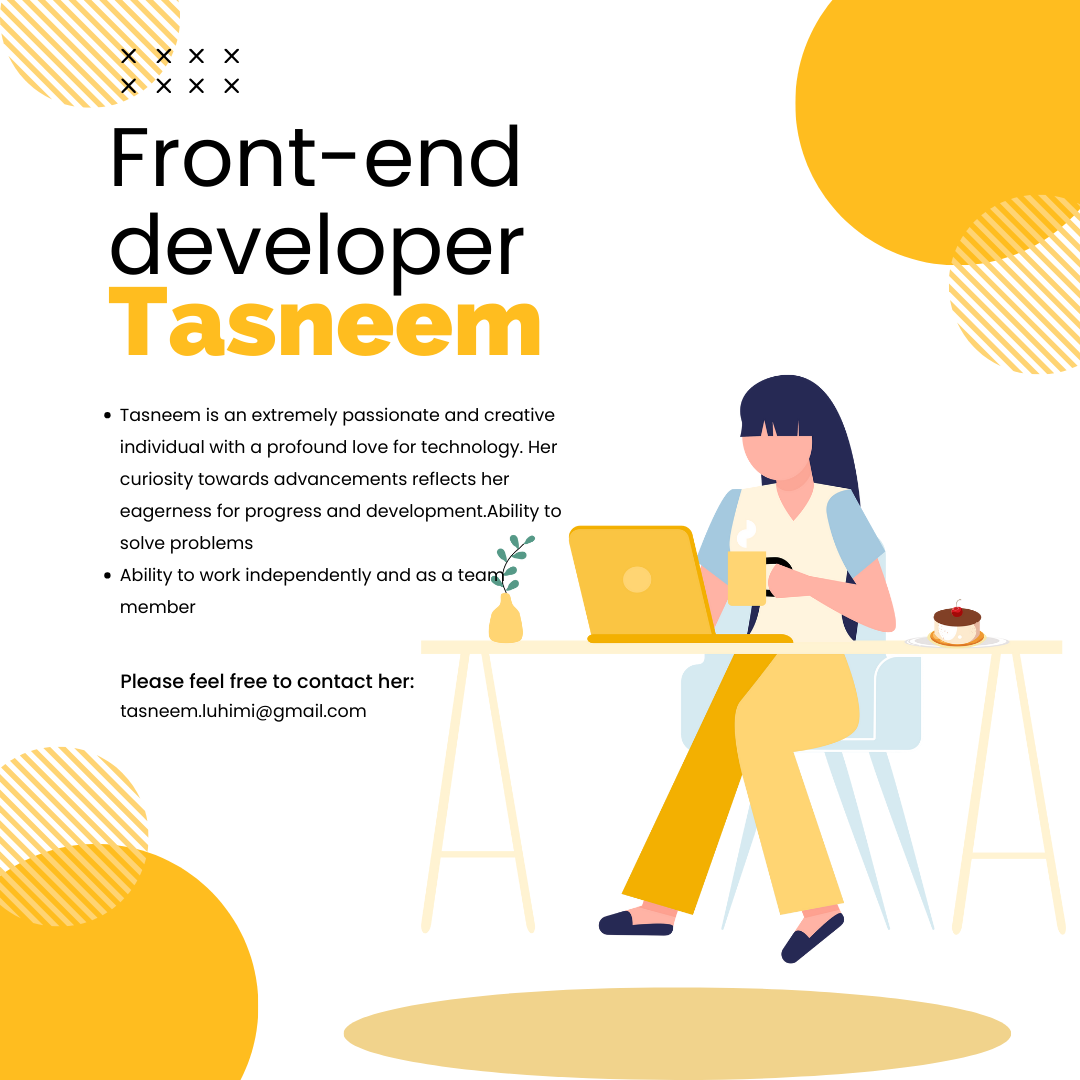 Front-end
developer
Tasneem
• Tasneem is an extremely passionate and creative
individual with a profound love for technology. Her
curiosity towards advancements reflects her
eagerness for progress and development.Ability to
solve problems
• Ability to work independently and as a team
member
Please feel free to contact her:
tasneem.luhimi@gmail.com